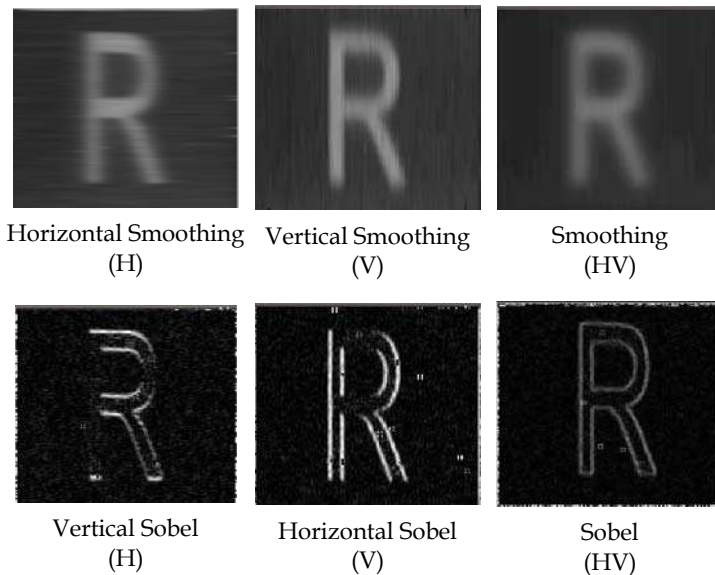 R
R
R
Horizontal Smoothing
(H)
Vertical Smoothing
(V)
Smoothing
(HV)
R
R
R
Vertical Sobel
(H)
Horizontal Sobel
(V)
Sobel
(HV)